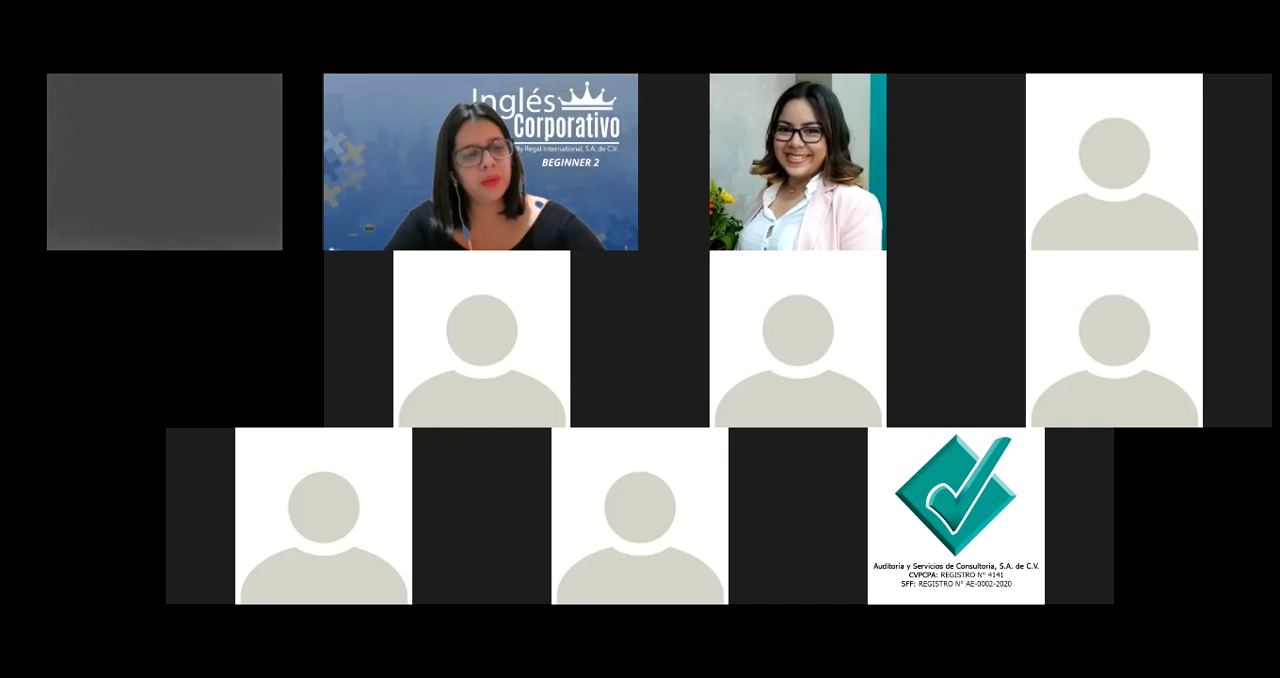 Inglés
Corporativo
By Regal International, S.A. de C.V.
BEGINNER 2
Auditoría y Servicios de Consultoría, S.A. de C.V.
CVPCPA: REGISTRO N° 4141
SFF: REGISTRO N° AE-0002-2020